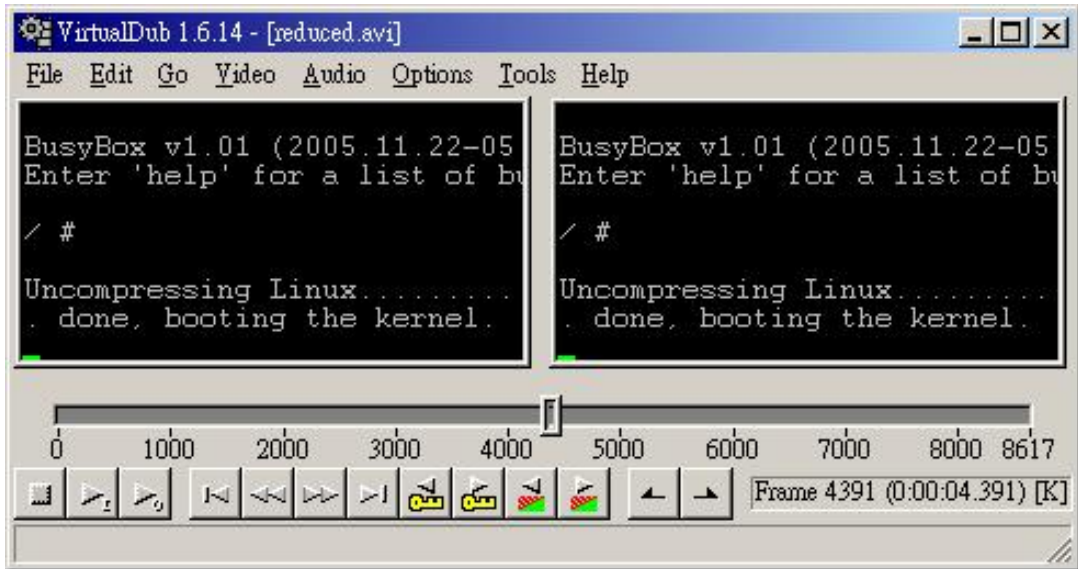 VirtualDub 1.6.14 - [reduced.avi]
File Edit Go Video Audio Options Tools Help
BusyBox v1.01 (2005.11.22-05
Enter 'help' for a list of bu
/ #
Uncompressing Linux..........
. done, booting the kernel.
BusyBox v1.01 (2005.11.22-05
Enter 'help' for a list of bu
/ #
Uncompressing Linux.........
. done, booting the kernel.
0 1000 2000 3000 4000 5000 6000 7000 8000 8617
I O
Frame 4391 (0:00:04.391) [K]